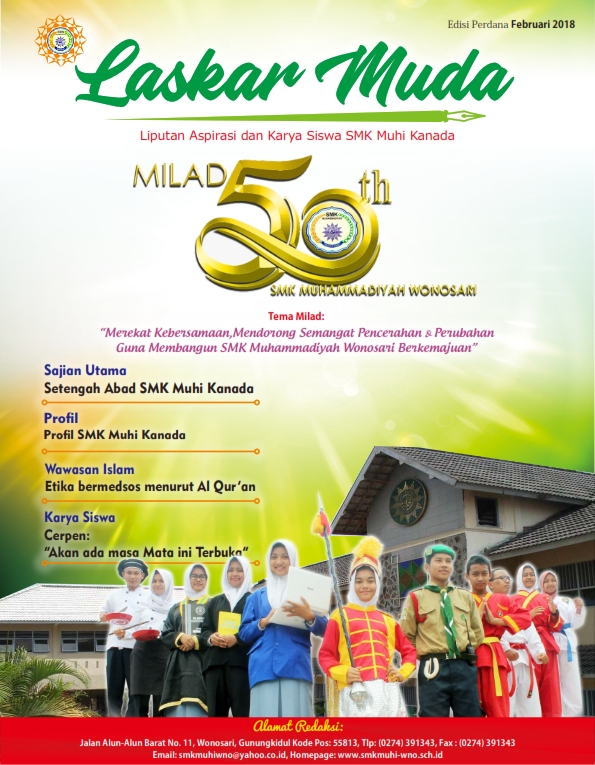 Edisi Perdana Februari 2018
Laskar Muda
Liputan Aspirasi dan Karya Siswa SMK Muhi Kanada
MILAD 50th
SMK
SMK MUHAMMADIYAH WONOSARI
Tema Milad:
“Merekat Kebersamaan,Mendorong Semangat Pencerahan & Perubahan
Guna Membangun SMK Muhammadiyah Wonosari Berkemajuan”
Sajian Utama
Setengah Abad SMK Muhi Kanada
Profil
Profil SMK Muhi Kanada
Wawasan Islam
Etika bermedsos menurut Al Qur’an
Karya Siswa
Cerpen:
“Akan ada masa Mata ini Terbuka“
Alamat Redaksi:
Jalan Alun-Alun Barat No. 11, Wonosari, Gunungkidul Kode Pos: 55813, Tlp: (0274) 391343, Fax : (0274) 391343
Email: smkmuhiwno@yahoo.co.id, Homepage: www.smkmuhi-wno.sch.id